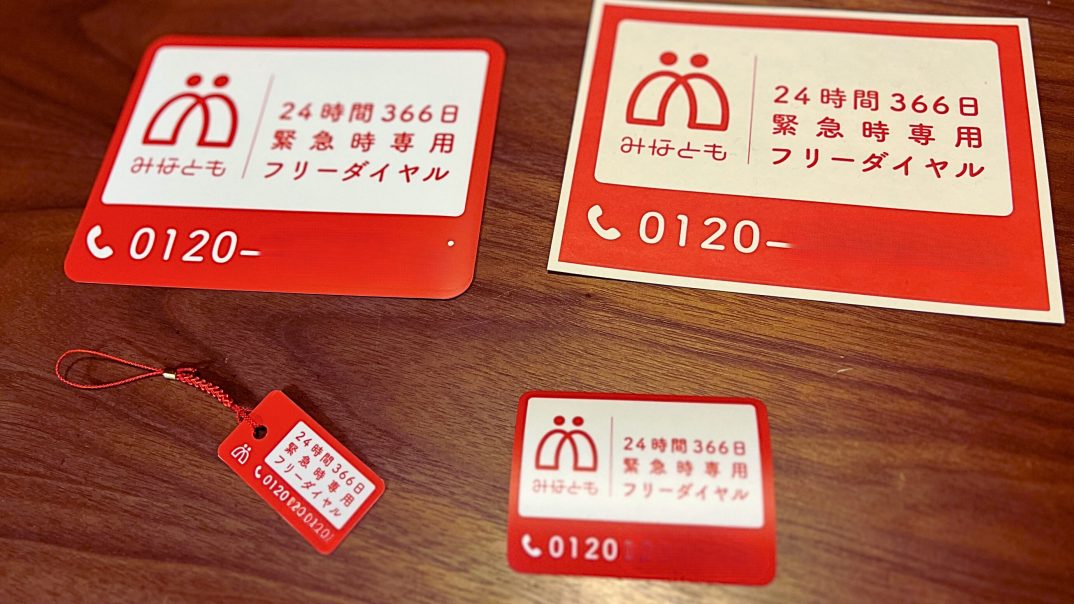 みなとも
24時間366日
緊急時専用
フリーダイヤル
0120-
みなとも
24時間366日
緊急時専用
フリーダイヤル
0120-
24時間366日
緊急時専用
フリーダイヤル
0120
みなとも
24時間366日
緊急時専用
フリーダイヤル
0120